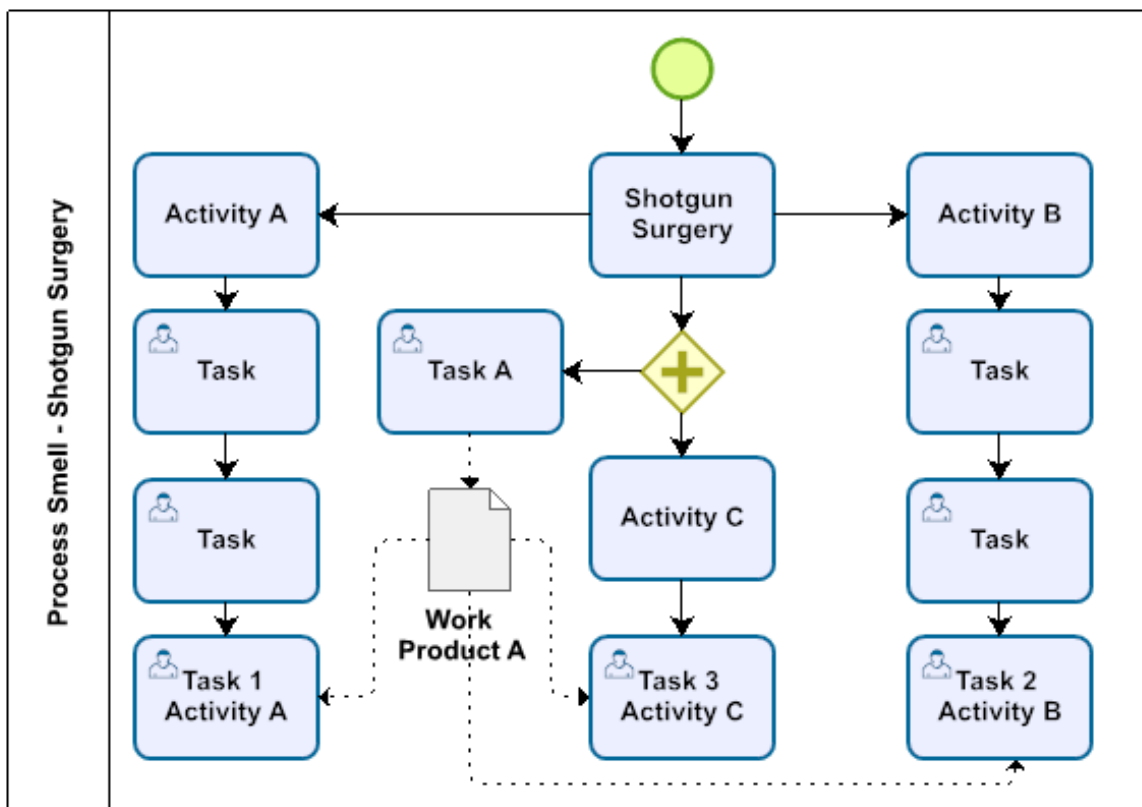 Process Smell - Shotgun Surgery
Activity A
Shotgun
Surgery
Activity B
Task
Task A
Task
Task
Activity C
Task
Work
Product A
Task 1
Activity A
Task 3
Activity C
Task 2
Activity B